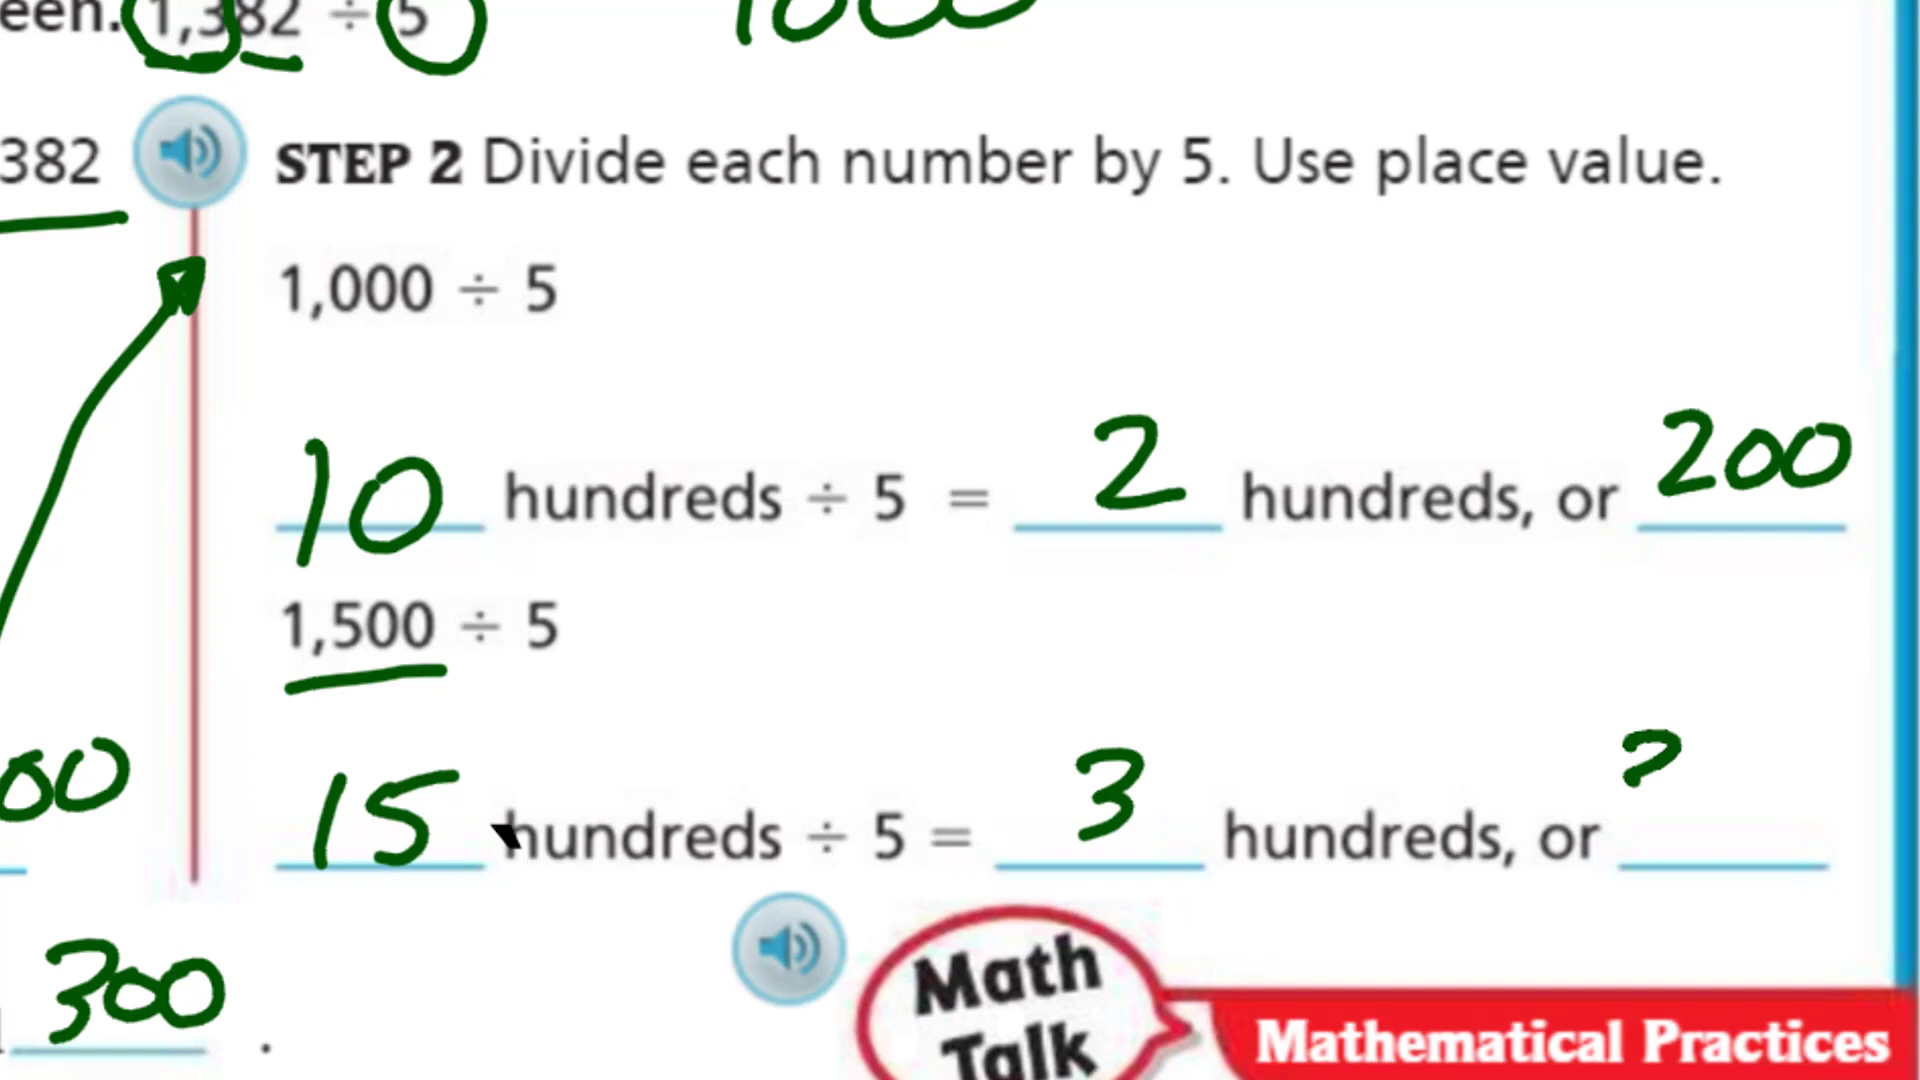 een. 1,382 ÷ 5 1000
382
STEP 2 Divide each number by 5. Use place value.
1,000 ÷ 5
10 hundreds ÷ 5 = 2 hundreds, or 200
1,500 ÷ 5
00
15 hundreds ÷ 5 = 3 hundreds, or
300 .
Math
Talk
Mathematical Practices